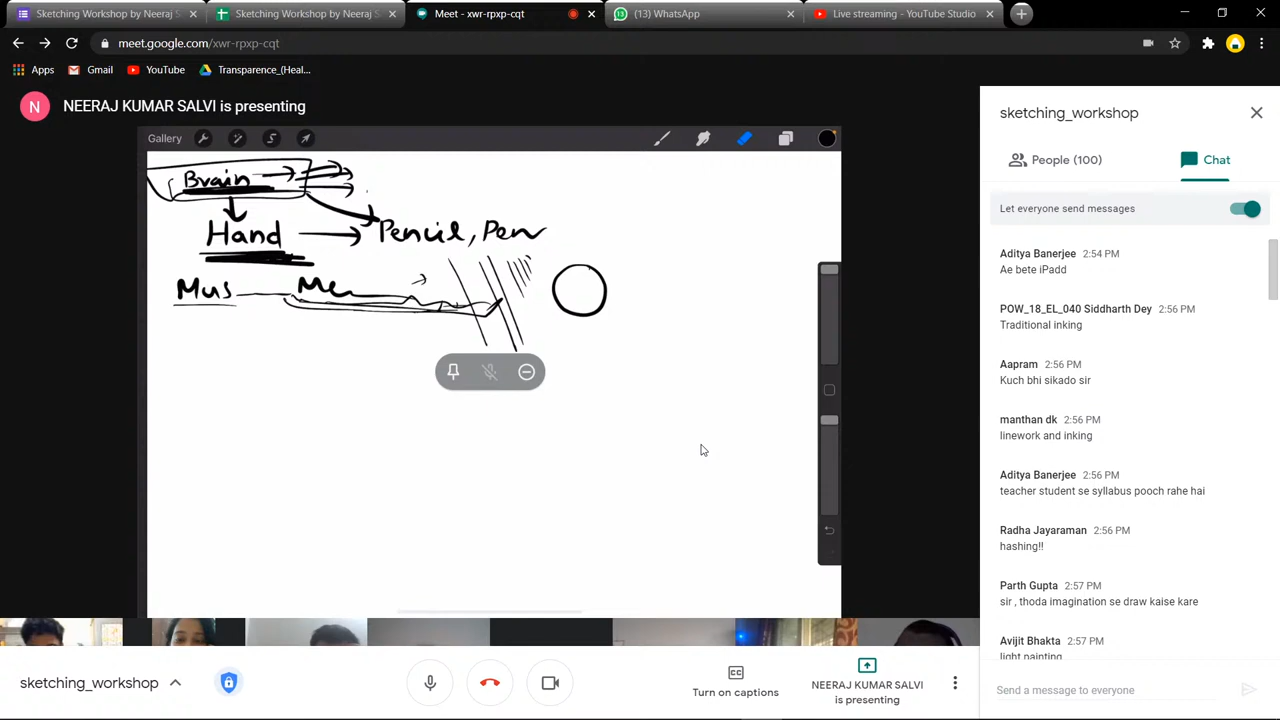 Sketching Workshop by Neeraj S
Sketching Workshop by Neeraj S
Meet - xwr-rpxp-cqt
(13) WhatsApp
Live streaming - YouTube Studio
meet.google.com/xwr-rpxp-cqt
Apps
Gmail
YouTube
Transparence_(Heal...
N
NEERAJ KUMAR SALVI is presenting
Gallery
Brain
Hand
Pencil, Pen
Mus
Me
sketching_workshop
People (100)
Chat
Let everyone send messages
Aditya Banerjee 2:54 PM
Ae bete iPadd
POW_18_EL_040 Siddharth Dey 2:56 PM
Traditional inking
Aapram 2:56 PM
Kuch bhi sikado sir
manthan dk 2:56 PM
linework and inking
Aditya Banerjee 2:56 PM
teacher student se syllabus pooch rahe hai
Radha Jayaraman 2:56 PM
hashing!!
Parth Gupta 2:57 PM
sir , thoda imagination se draw kaise kare
Avijit Bhakta 2:57 PM
light painting
Send a message to everyone
sketching_workshop
Turn on captions
NEERAJ KUMAR SALVI
is presenting